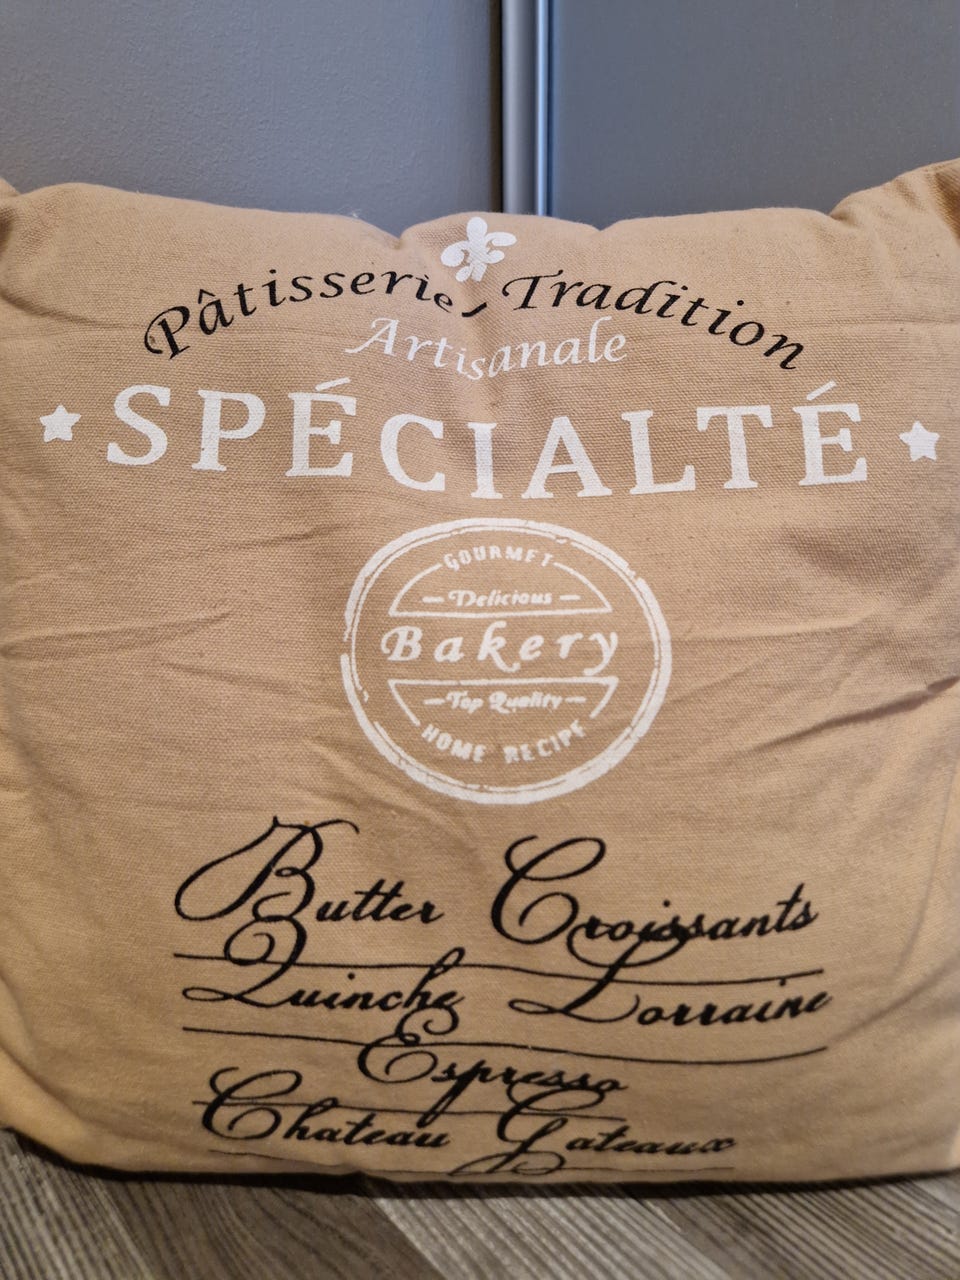 Pâtisserie, Tradition
Artisanale
SPÉCIALTÉ
GOURMET
Delicious
Bakery
Top Quality
HOME RECIPE
Butter Croissants
Quinche Lorraine
Espresso
Chateau Gateaux